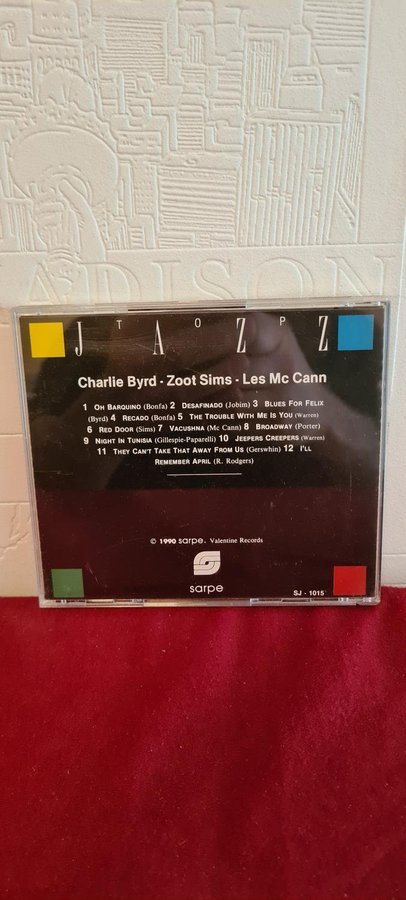 ADISON
J T A O Z P Z
Charlie Byrd · Zoot Sims · Les Mc Cann
1 OH BARQUINO (Bonfa) 2 DESAFINADO (Jobim) 3 BLUES FOR FELIX
(Byrd) 4 RECADO (Bonfa) 5 THE TROUBLE WITH ME IS YOU (Warren)
6 RED DOOR (Sims) 7 VACUSHNA (Mc Cann) 8 BROADWAY (Porter)
9 NIGHT IN TUNISIA (Gillespie-Paparelli) 10 JEEPERS CREEPERS (Warren)
11 THEY CAN'T TAKE THAT AWAY FROM US (Gerswhin) 12 I'LL
REMEMBER APRIL (R. Rodgers)
© 1990 sarpe. Valentine Records
sarpe
SJ - 1015